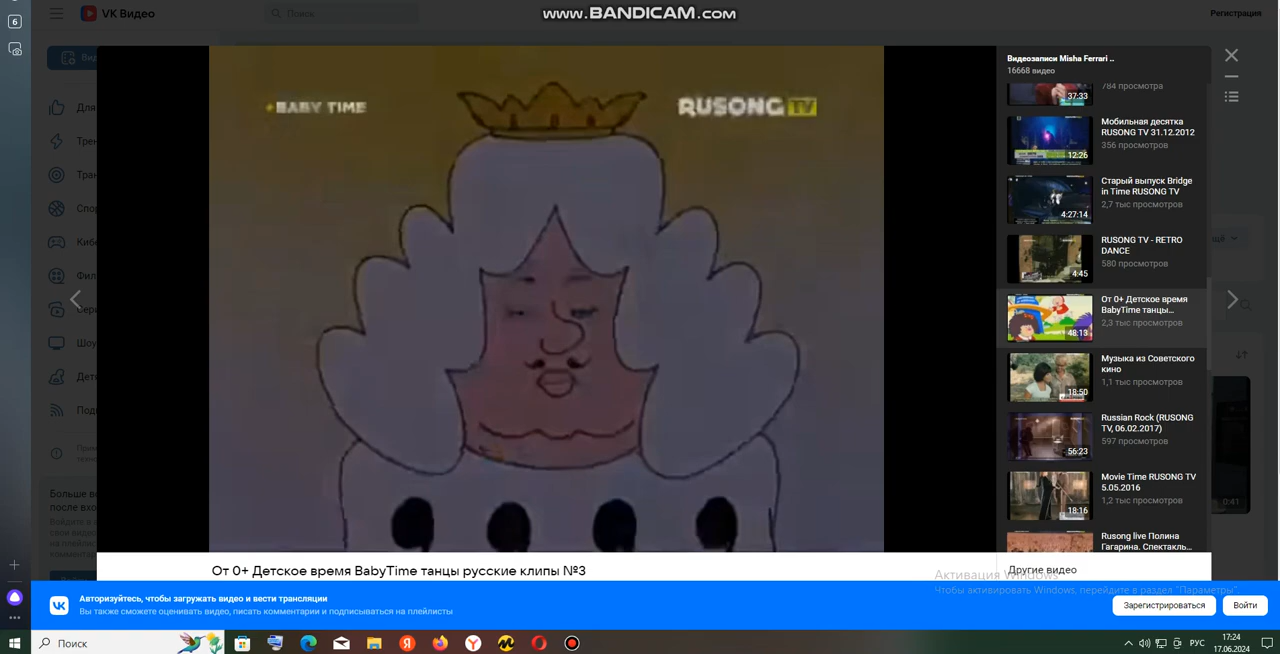 6
VK Видео
Поиск
www.BANDICAM.com
Регистрация
BABY TIME
RUSONG TV
Видеозаписи Misha Ferrari ..
16668 видео
784 просмотра
37:33
Мобильная десятка
RUSONG TV 31.12.2012
356 просмотров
12:26
Старый выпуск Bridge
in Time RUSONG TV
2,7 тыс просмотров
4:27:14
RUSONG TV - RETRO
DANCE
580 просмотров
4:45
От 0+ Детское время
BabyTime танцы...
2,3 тыс просмотров
48:13
Музыка из Советского
кино
1,1 тыс просмотров
18:50
Russian Rock (RUSONG
TV, 06.02.2017)
597 просмотров
56:23
Movie Time RUSONG TV
5.05.2016
1,2 тыс просмотров
18:16
Rusong live Полина
Гагарина. Спектакль...
0:41
Больше в
после вхо
От 0+ Детское время BabyTime танцы русские клипы №3
Другие видео
Активация Windows
Чтобы активировать Windows, перейдите в раздел "Параметры".
Авторизуйтесь, чтобы загружать видео и вести трансляции
Вы также сможете оценивать видео, писать комментарии и подписываться на плейлисты
Зарегистрироваться
Войти
Поиск
РУС
17:24
17.06.2024